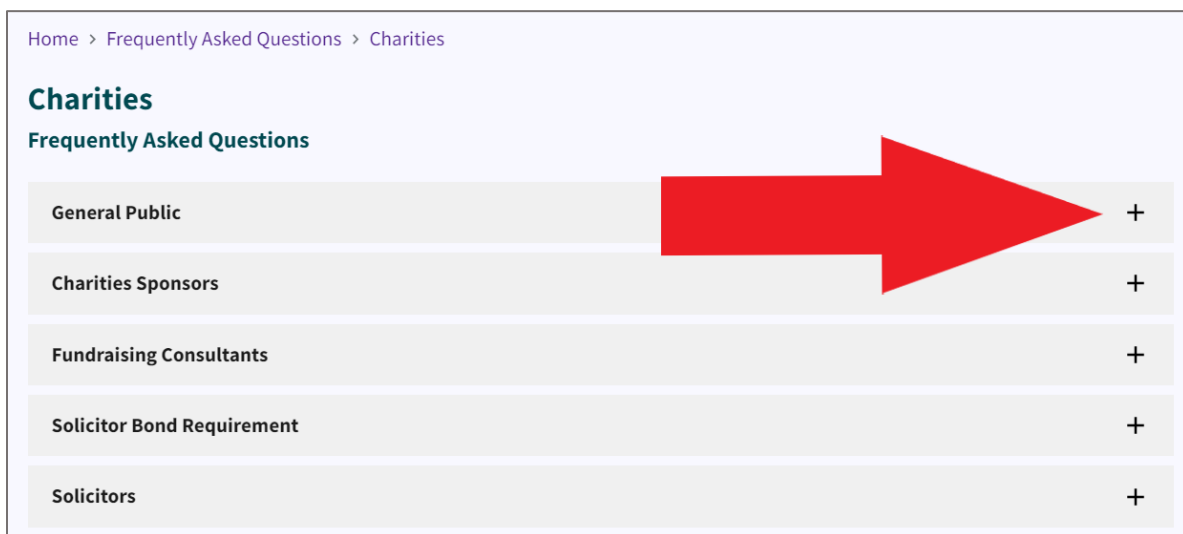 Home > Frequently Asked Questions > Charities
Charities
Frequently Asked Questions
General Public +
Charities Sponsors +
Fundraising Consultants +
Solicitor Bond Requirement +
Solicitors +